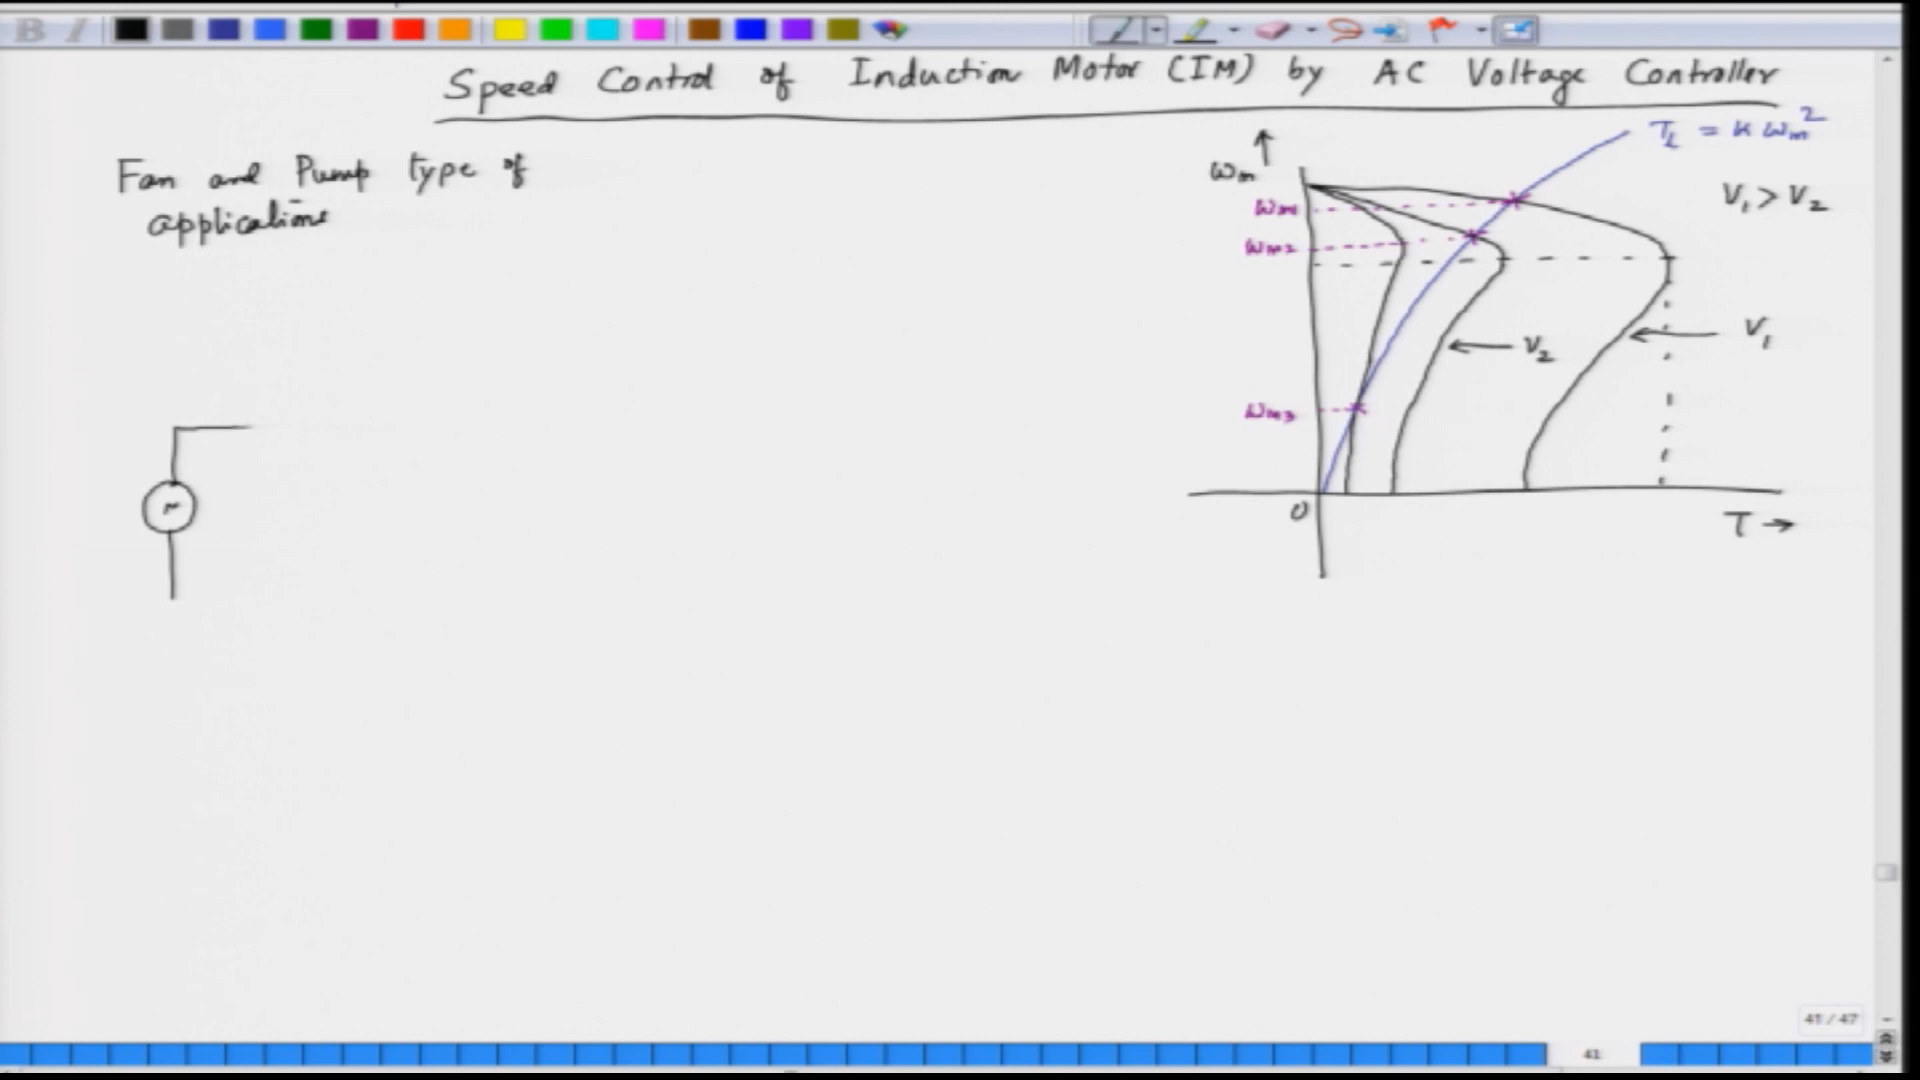 B I
Speed Control of Induction Motor (IM) by AC Voltage Controller
Fan and Pump type of
applications
~
ωm
T_L = K ωm²
V₁ > V₂
ωm1
ωm2
V₁
V₂
ωm3
0
T →
41 / 47
41